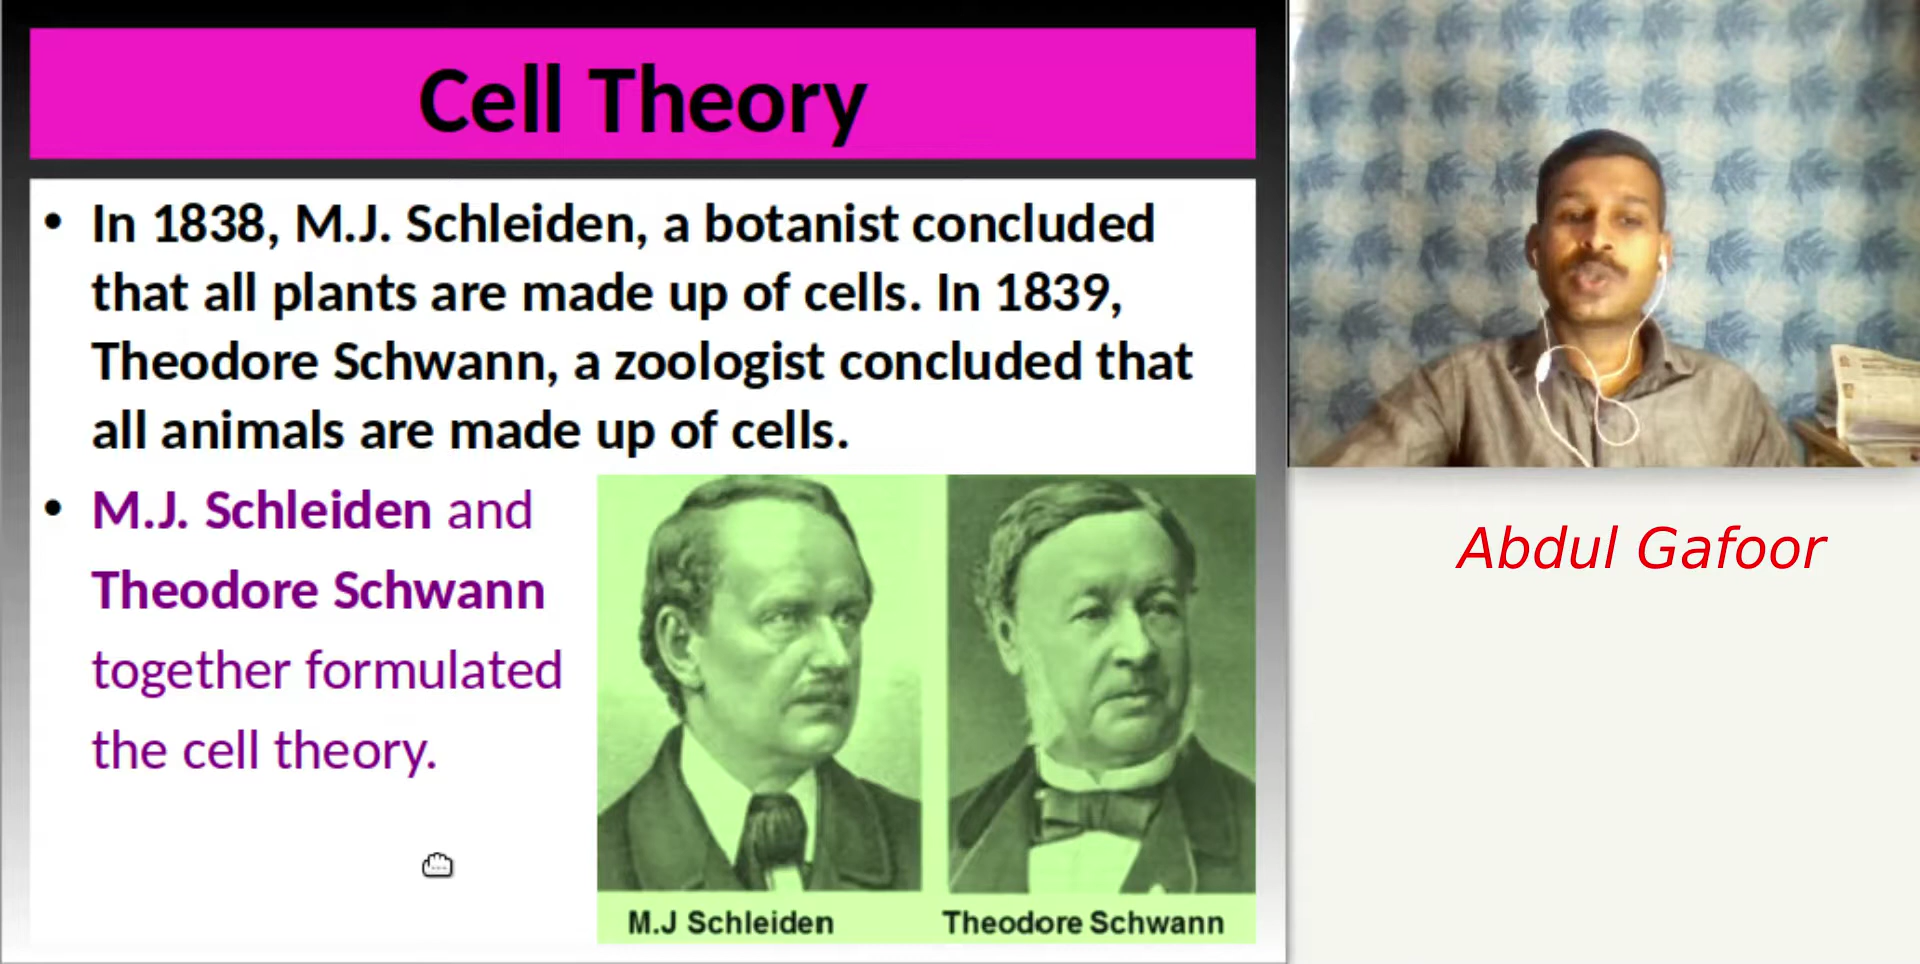 Cell Theory
• In 1838, M.J. Schleiden, a botanist concluded
that all plants are made up of cells. In 1839,
Theodore Schwann, a zoologist concluded that
all animals are made up of cells.
• M.J. Schleiden and
Theodore Schwann
together formulated
the cell theory.
M.J Schleiden
Theodore Schwann
Abdul Gafoor